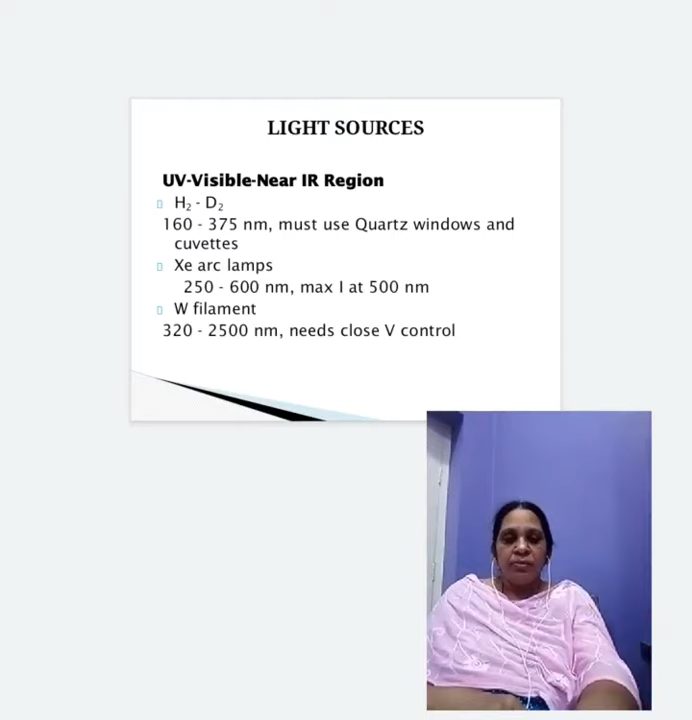 LIGHT SOURCES
UV-Visible-Near IR Region
H₂ - D₂
160 - 375 nm, must use Quartz windows and
cuvettes
Xe arc lamps
250 - 600 nm, max I at 500 nm
W filament
320 - 2500 nm, needs close V control